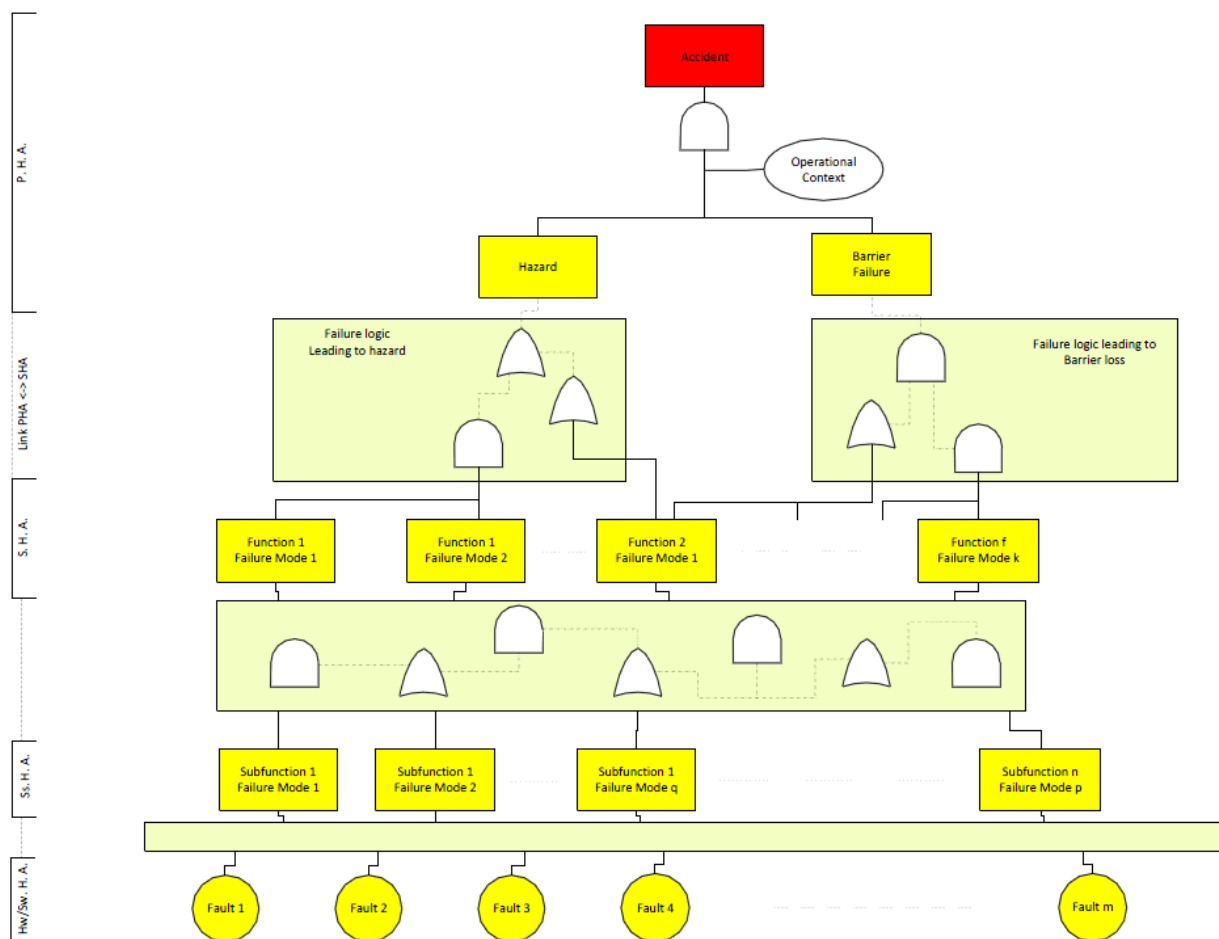 Accident
P. H. A.
Operational
Context
Hazard
Barrier
Failure
Link PHA <-> SHA
Failure logic
Leading to hazard
Failure logic leading to
Barrier loss
S. H. A.
Function 1
Failure Mode 1
Function 1
Failure Mode 2
Function 2
Failure Mode 1
Function f
Failure Mode k
Ss. H. A.
Subfunction 1
Failure Mode 1
Subfunction 1
Failure Mode 2
Subfunction 1
Failure Mode q
Subfunction n
Failure Mode p
Hw/Sw. H. A.
Fault 1
Fault 2
Fault 3
Fault 4
Fault m